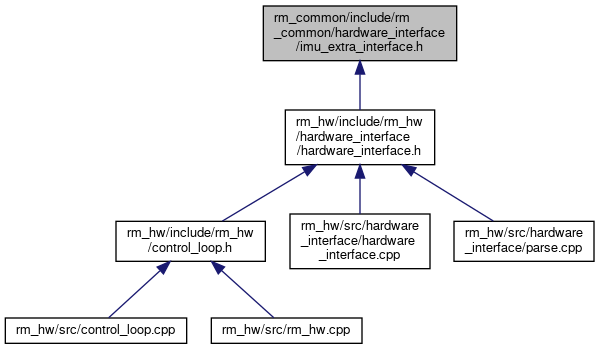 rm_common/include/rm
_common/hardware_interface
/imu_extra_interface.h
rm_hw/include/rm_hw
/hardware_interface
/hardware_interface.h
rm_hw/include/rm_hw
/control_loop.h
rm_hw/src/hardware
_interface/hardware
_interface.cpp
rm_hw/src/hardware
_interface/parse.cpp
rm_hw/src/control_loop.cpp
rm_hw/src/rm_hw.cpp